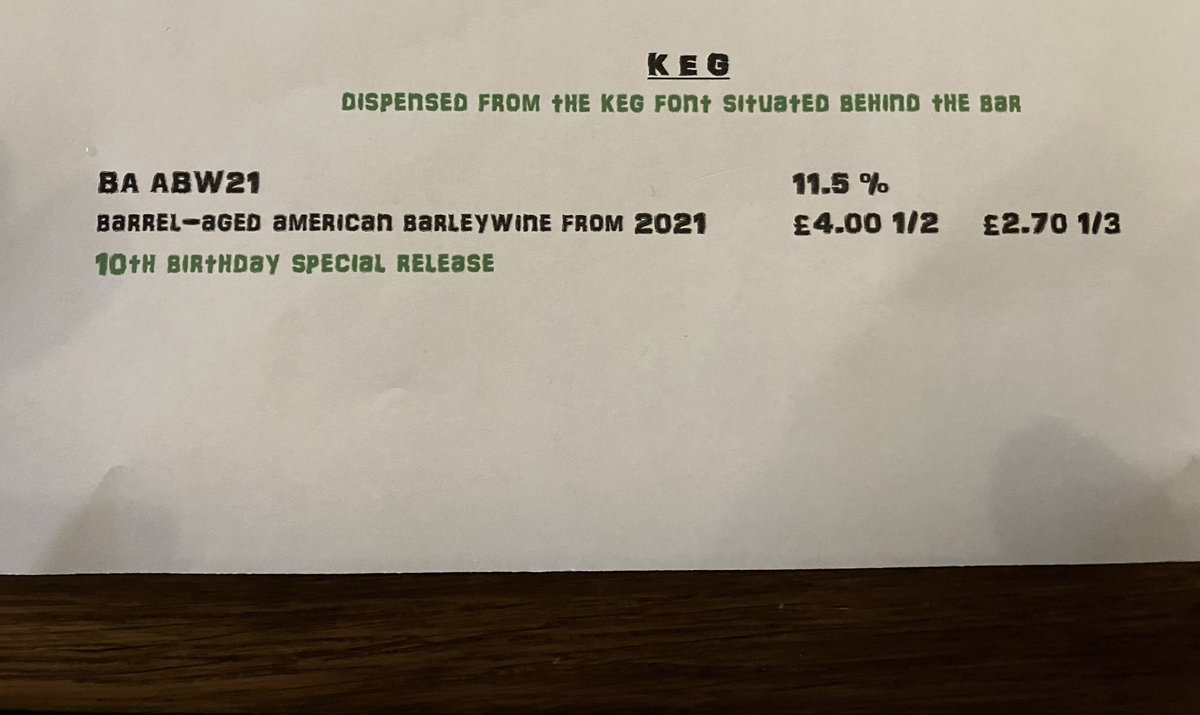 KEG
DISPENSED FROM THE KEG FONT SITUATED BEHIND THE BAR
BA ABW21 11.5 %
BARREL-AGED AMERICAN BARLEYWINE FROM 2021 £4.00 1/2 £2.70 1/3
10TH BIRTHDAY SPECIAL RELEASE